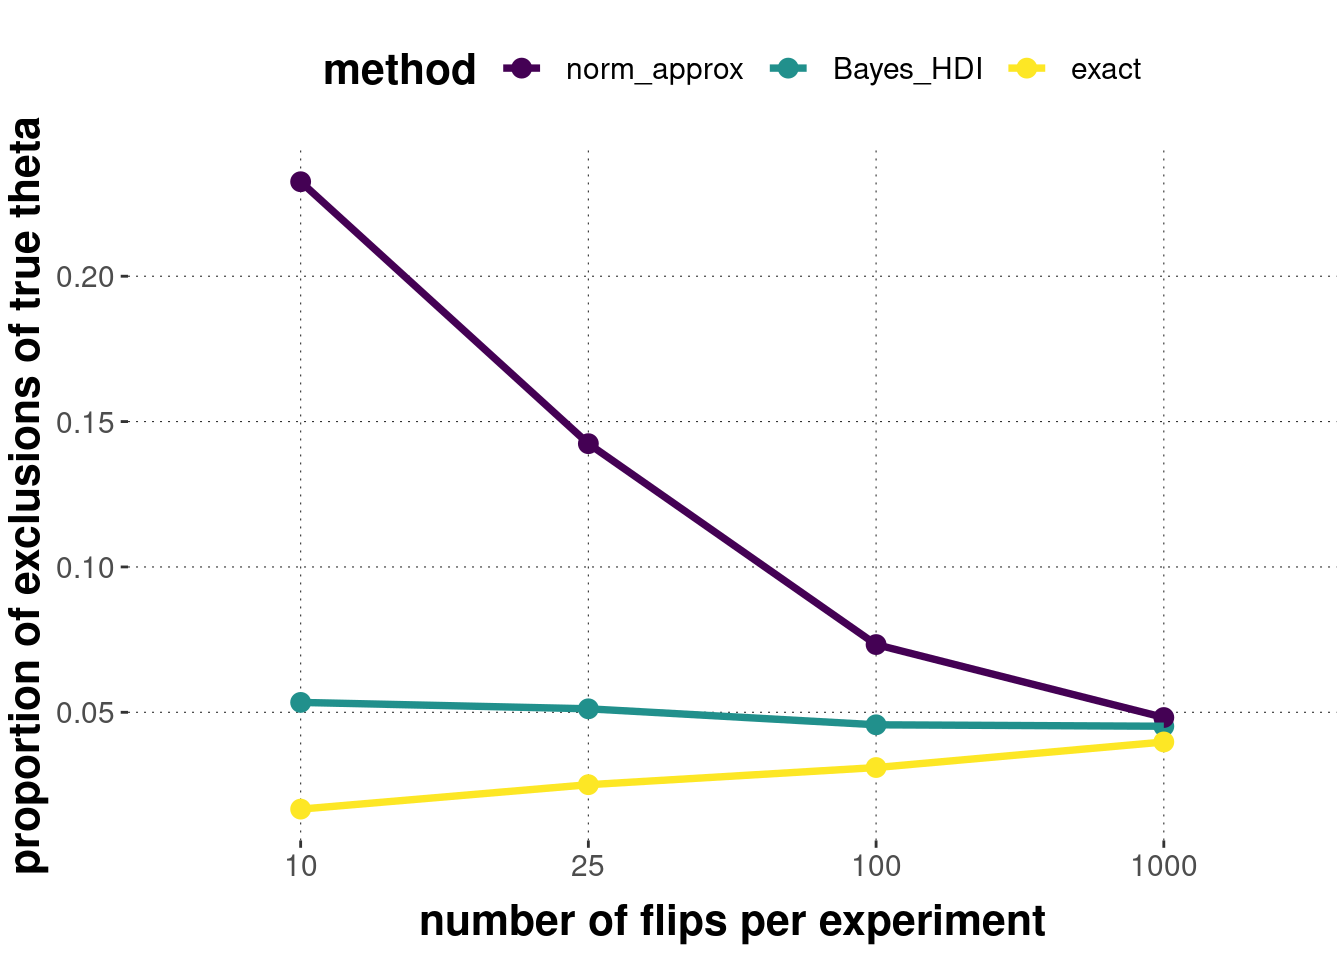 method norm_approx Bayes_HDI exact
proportion of exclusions of true theta
0.20
0.15
0.10
0.05
10 25 100 1000
number of flips per experiment